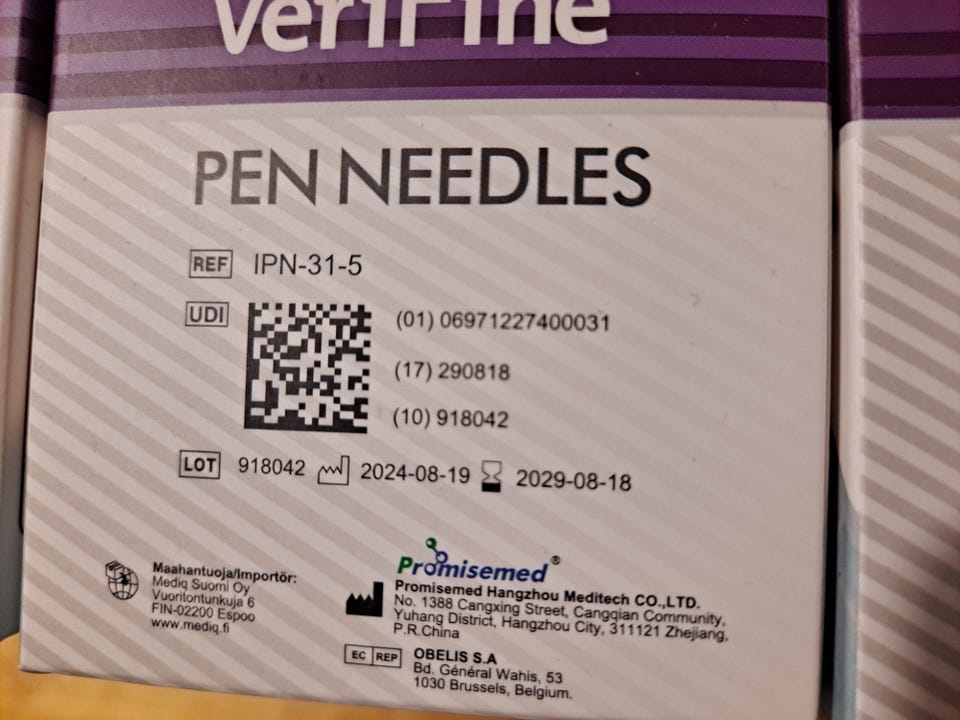 VeriFine
PEN NEEDLES
REF IPN-31-5
UDI (01) 06971227400031
(17) 290818
(10) 918042
LOT 918042 2024-08-19 2029-08-18
Maahantuoja/Importör:
Mediq Suomi Oy
Vuoritontunkuja 6
FIN-02200 Espoo
www.mediq.fi
Promisemed®
Promisemed Hangzhou Meditech CO.,LTD.
No. 1388 Cangxing Street, Cangqian Community,
Yuhang District, Hangzhou City, 311121 Zhejiang,
P.R.China
EC REP OBELIS S.A
Bd. Général Wahis, 53
1030 Brussels, Belgium.